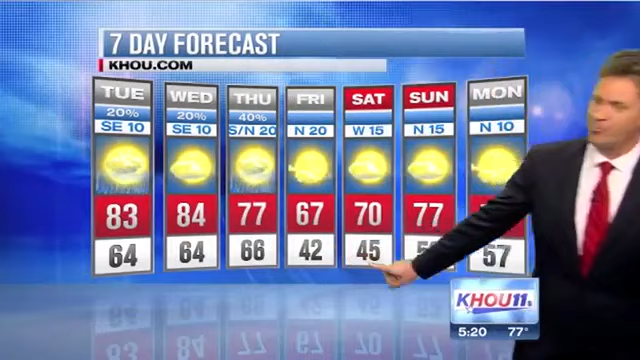 7 DAY FORECAST
KHOU.COM
TUE WED THU FRI SAT SUN MON
20% 20% 40%
SE 10 SE 10 S/N 20 N 20 W 15 N 15 N 10
83 84 77 67 70 77
64 64 66 42 45 57
KHOU11
5:20 77°